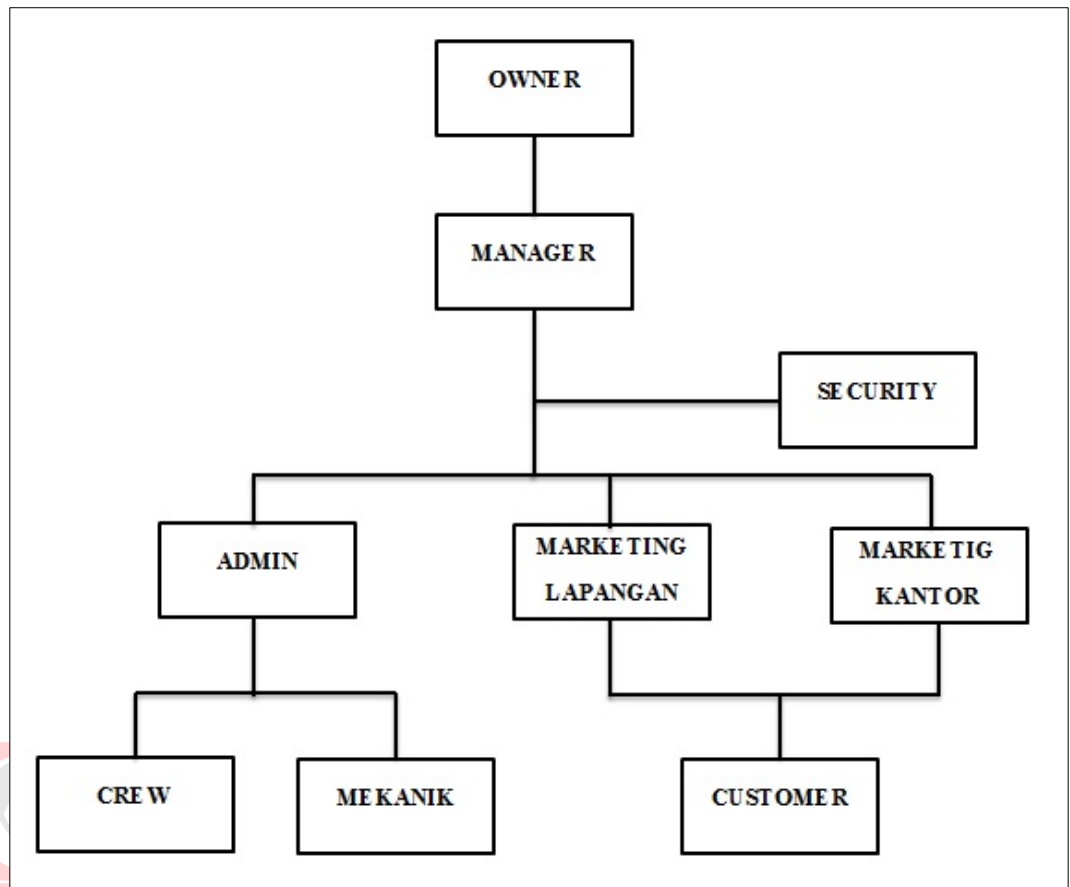 OWNER
MANAGER
SECURITY
ADMIN
MARKETING
LAPANGAN
MARKETIG
KANTOR
CREW
MEKANIK
CUSTOMER